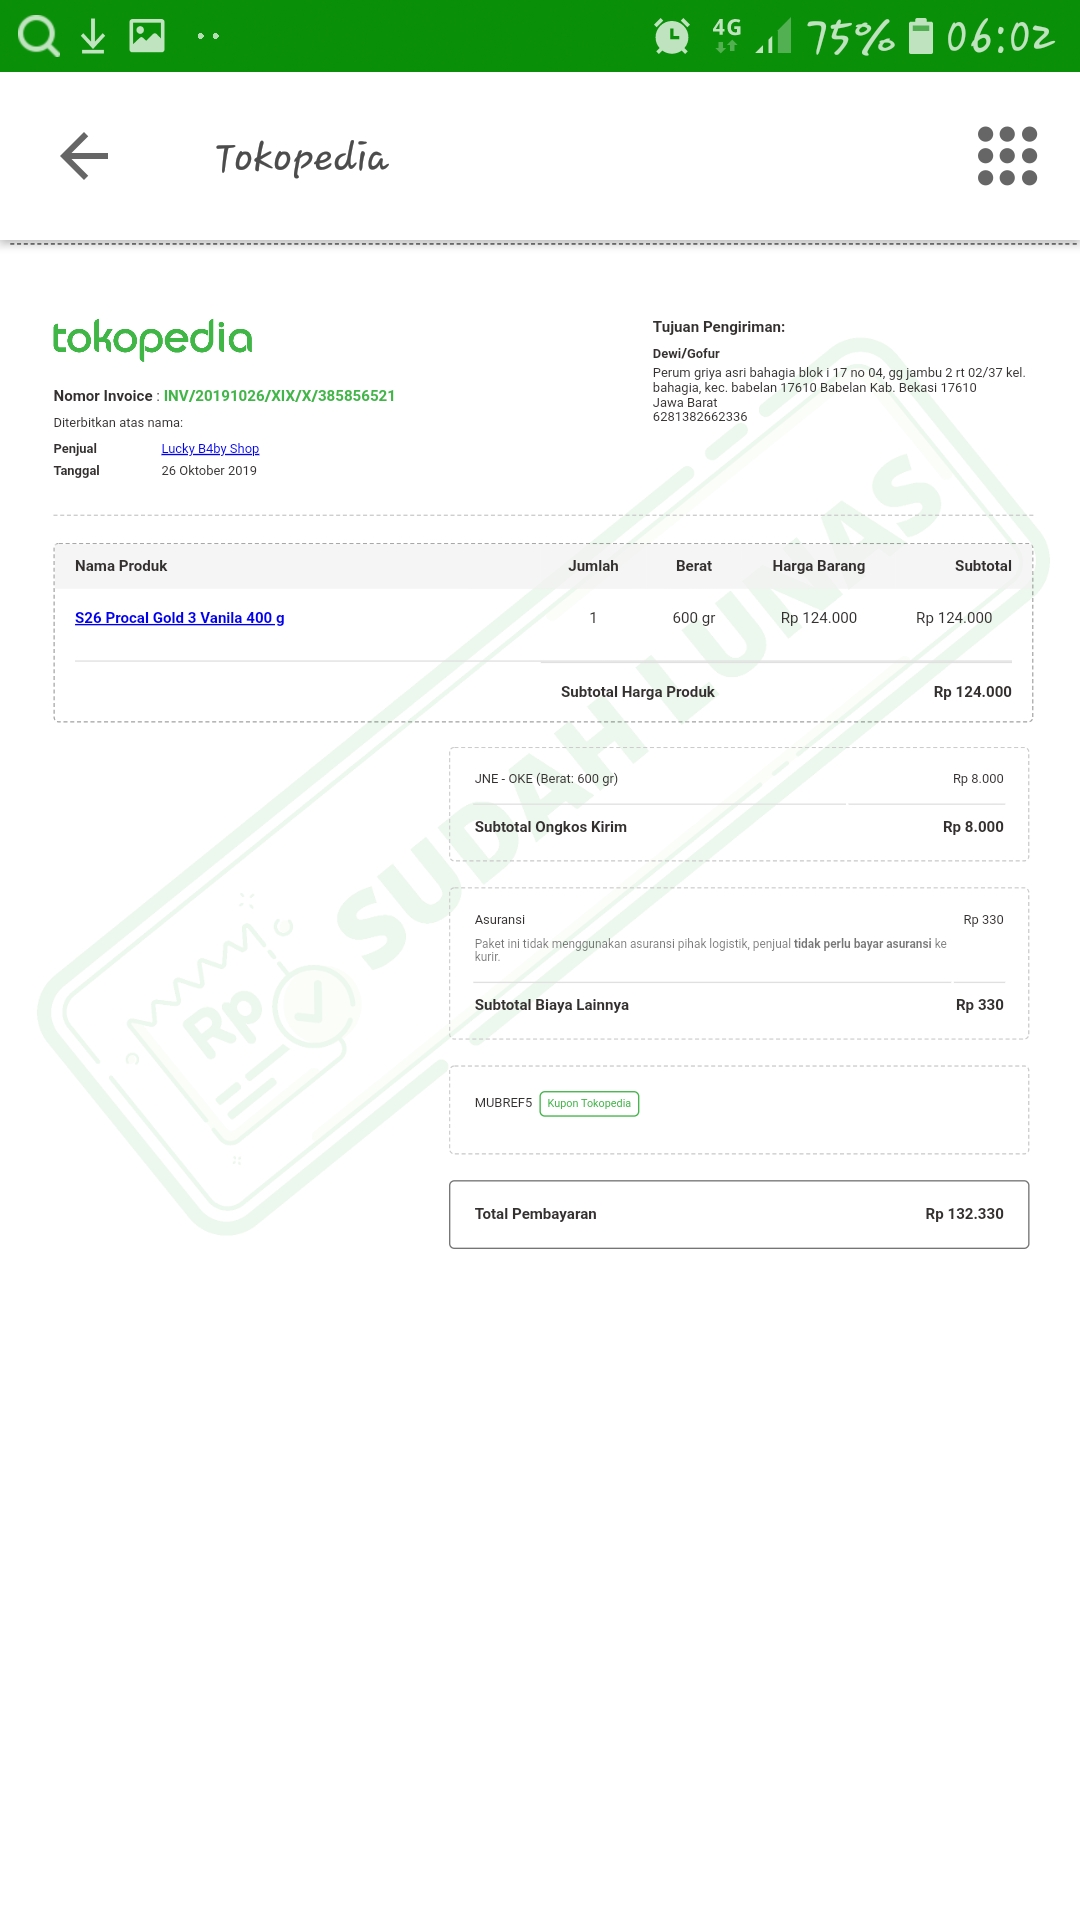 4G 75% 06:02
Tokopedia
tokopedia
Nomor Invoice : INV/20191026/XIX/X/385856521
Diterbitkan atas nama:
Penjual Lucky B4by Shop
Tanggal 26 Oktober 2019
Tujuan Pengiriman:
Dewi/Gofur
Perum griya asri bahagia blok i 17 no 04, gg jambu 2 rt 02/37 kel.
bahagia, kec. babelan 17610 Babelan Kab. Bekasi 17610
Jawa Barat
6281382662336
Nama Produk Jumlah Berat Harga Barang Subtotal
S26 Procal Gold 3 Vanila 400 g 1 600 gr Rp 124.000 Rp 124.000
Subtotal Harga Produk Rp 124.000
JNE - OKE (Berat: 600 gr) Rp 8.000
Subtotal Ongkos Kirim Rp 8.000
Asuransi Rp 330
Paket ini tidak menggunakan asuransi pihak logistik, penjual tidak perlu bayar asuransi ke
kurir.
Subtotal Biaya Lainnya Rp 330
MUBREF5 Kupon Tokopedia
Total Pembayaran Rp 132.330
Rp SUDAH LUNAS